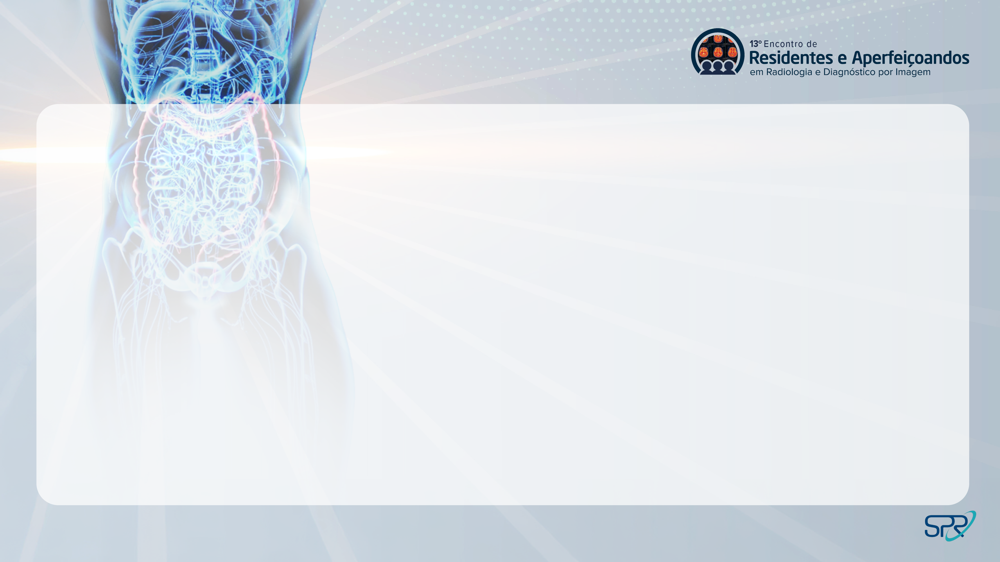 13º Encontro de
Residentes e Aperfeiçoandos
em Radiologia e Diagnóstico por Imagem
SPR